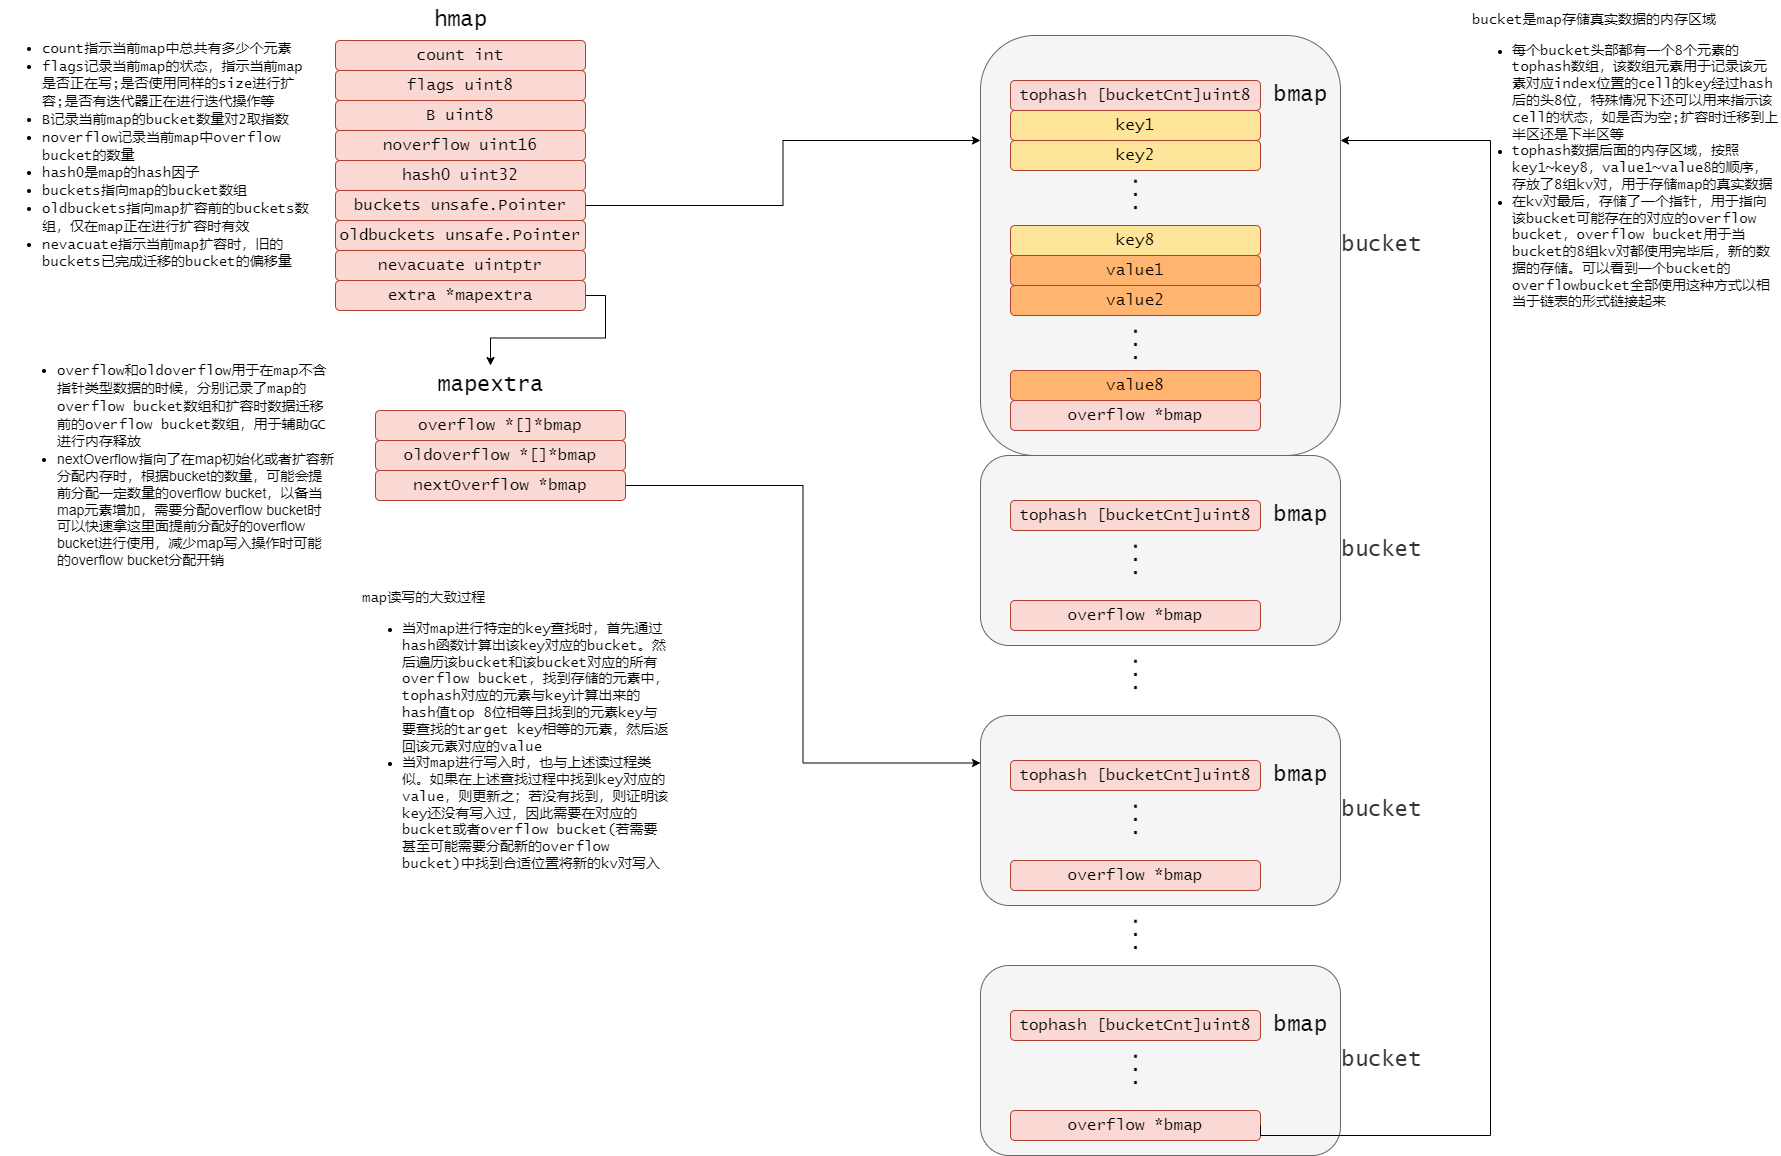 hmap
count指示当前map中总共有多少个元素
flags记录当前map的状态，指示当前map
是否正在写;是否使用同样的size进行扩
容;是否有迭代器正在进行迭代操作等
B记录当前map的bucket数量对2取指数
noverflow记录当前map中overflow
bucket的数量
hash0是map的hash因子
buckets指向map的bucket数组
oldbuckets指向map扩容前的buckets数
组，仅在map正在进行扩容时有效
nevacuate指示当前map扩容时，旧的
buckets已完成迁移的bucket的偏移量
count int
flags uint8
B uint8
noverflow uint16
hash0 uint32
buckets unsafe.Pointer
oldbuckets unsafe.Pointer
nevacuate uintptr
extra *mapextra
overflow和oldoverflow用于在map不含
指针类型数据的时候，分别记录了map的
overflow bucket数组和扩容时数据迁移
前的overflow bucket数组，用于辅助GC
进行内存释放
nextOverflow指向了在map初始化或者扩容新
分配内存时，根据bucket的数量，可能会提
前分配一定数量的overflow bucket，以备当
map元素增加，需要分配overflow bucket时
可以快速拿这里面提前分配好的overflow
bucket进行使用，减少map写入操作时可能
的overflow bucket分配开销
mapextra
overflow *[]*bmap
oldoverflow *[]*bmap
nextOverflow *bmap
map读写的大致过程
当对map进行特定的key查找时，首先通过
hash函数计算出该key对应的bucket。然
后遍历该bucket和该bucket对应的所有
overflow bucket，找到存储的元素中，
tophash对应的元素与key计算出来的
hash值top 8位相等且找到的元素key与
要查找的target key相等的元素，然后返
回该元素对应的value
当对map进行写入时，也与上述读过程类
似。如果在上述查找过程中找到key对应的
value，则更新之；若没有找到，则证明该
key还没有写入过，因此需要在对应的
bucket或者overflow bucket(若需要
甚至可能需要分配新的overflow
bucket)中找到合适位置将新的kv对写入
tophash [bucketCnt]uint8
bmap
key1
key2
key8
value1
value2
value8
overflow *bmap
bucket
tophash [bucketCnt]uint8
bmap
overflow *bmap
bucket
tophash [bucketCnt]uint8
bmap
overflow *bmap
bucket
tophash [bucketCnt]uint8
bmap
overflow *bmap
bucket
bucket是map存储真实数据的内存区域
每个bucket头部都有一个8个元素的
tophash数组，该数组元素用于记录该元
素对应index位置的cell的key经过hash
后的头8位，特殊情况下还可以用来指示该
cell的状态，如是否为空;扩容时迁移到上
半区还是下半区等
tophash数据后面的内存区域，按照
key1~key8，value1~value8的顺序，
存放了8组kv对，用于存储map的真实数据
在kv对最后，存储了一个指针，用于指向
该bucket可能存在的对应的overflow
bucket，overflow bucket用于当
bucket的8组kv对都使用完毕后，新的数
据的存储。可以看到一个bucket的
overflowbucket全部使用这种方式以相
当于链表的形式链接起来